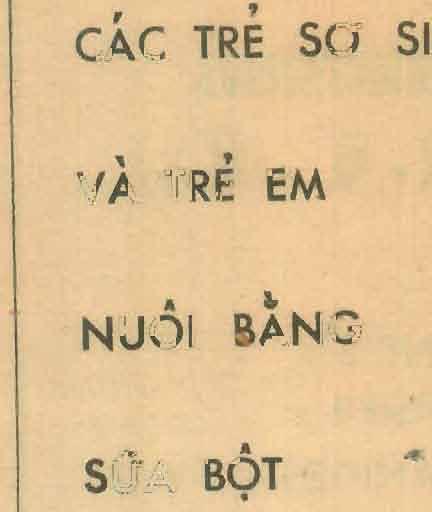 CÁC TRẺ SƠ SI
VÀ TRẺ EM
NUÔI BẰNG
SỮA BỘT